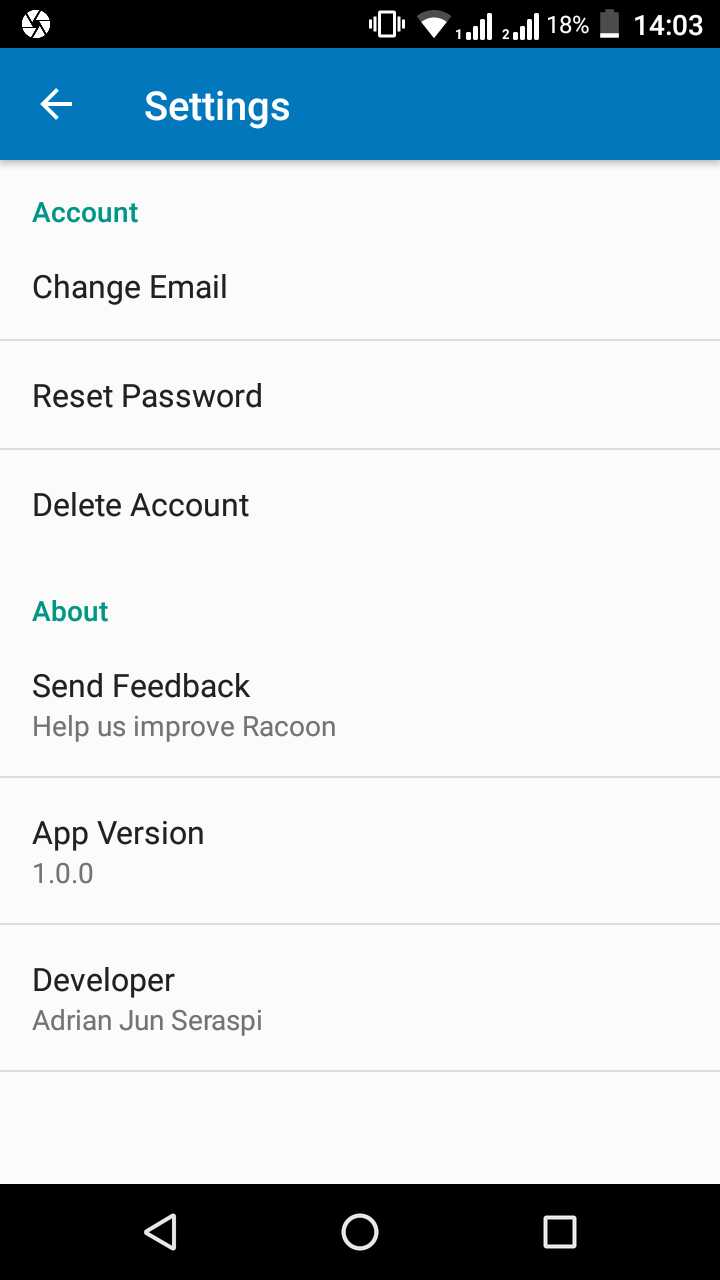 1 2 18% 14:03
Settings
Account
Change Email
Reset Password
Delete Account
About
Send Feedback
Help us improve Racoon
App Version
1.0.0
Developer
Adrian Jun Seraspi